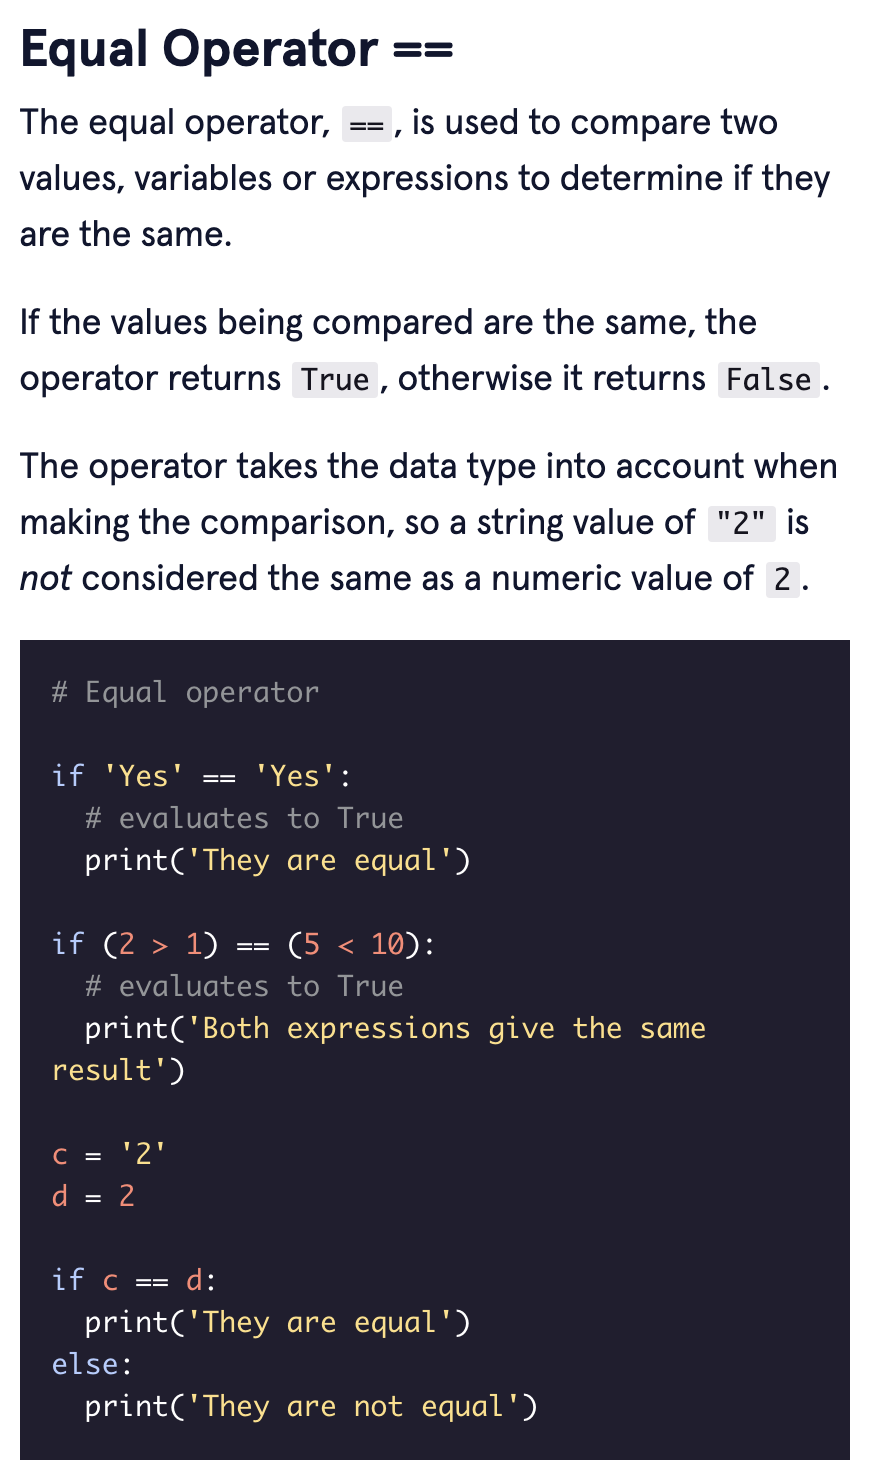 Equal Operator ==
The equal operator, ==, is used to compare two
values, variables or expressions to determine if they
are the same.
If the values being compared are the same, the
operator returns True, otherwise it returns False.
The operator takes the data type into account when
making the comparison, so a string value of "2" is
not considered the same as a numeric value of 2.
# Equal operator
if 'Yes' == 'Yes':
  # evaluates to True
  print('They are equal')
if (2 > 1) == (5 < 10):
  # evaluates to True
  print('Both expressions give the same
result')
c = '2'
d = 2
if c == d:
  print('They are equal')
else:
  print('They are not equal')